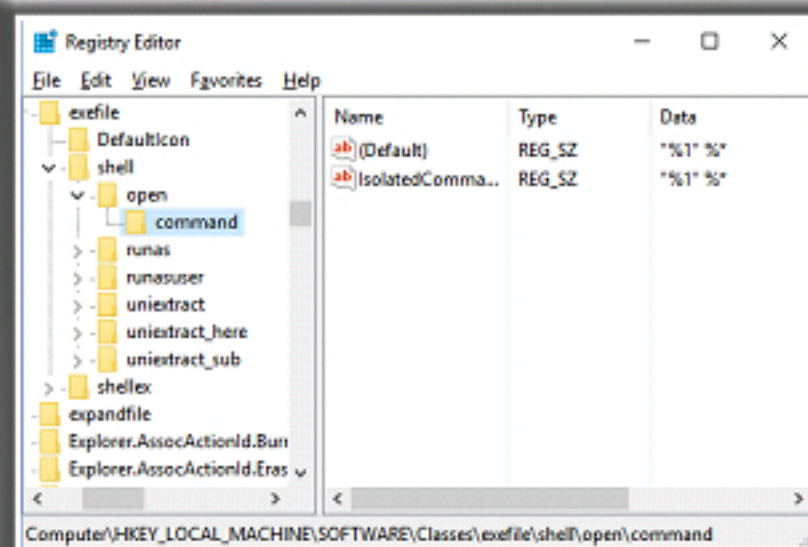 Registry Editor
File Edit View Favorites Help
exefile
DefaultIcon
shell
open
command
runas
runasuser
uniextract
uniextract_here
uniextract_sub
shellex
expandfile
Explorer.AssocActionId.Burr
Explorer.AssocActionId.Eras
Name Type Data
(Default) REG_SZ "%1" %*
IsolatedComma... REG_SZ "%1" %*
Computer\HKEY_LOCAL_MACHINE\SOFTWARE\Classes\exefile\shell\open\command